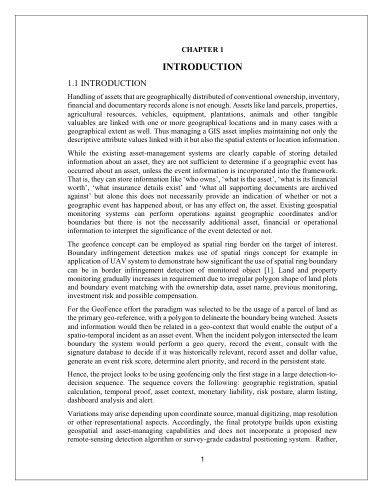 CHAPTER 1
INTRODUCTION
1.1 INTRODUCTION
Handling of assets that are geographically distributed of conventional ownership, inventory,
financial and documentary records alone is not enough. Assets like land parcels, properties,
agricultural resources, vehicles, equipment, plantations, animals and other tangible
valuables are linked with one or more geographical locations and in many cases with a
geographical extent as well. Thus managing a GIS asset implies maintaining not only the
descriptive attribute values linked with it but also the spatial extents or location information.
While the existing asset-management systems are clearly capable of storing detailed
information about an asset, they are not sufficient to determine if a geographic event has
occurred about an asset, unless the event information is incorporated into the framework.
That is, they can store information like ‘who owns’, ‘what is the asset’, ‘what is its financial
worth’, ‘what insurance details exist’ and ‘what all supporting documents are archived
against’ but alone this does not necessarily provide an indication of whether or not a
geographic event has happened about, or has any effect on, the asset. Existing geospatial
monitoring systems can perform operations against geographic coordinates and/or
boundaries but there is not the necessarily additional asset, financial or operational
information to interpret the significance of the event detected or not.
The geofence concept can be employed as spatial ring border on the target of interest.
Boundary infringement detection makes use of spatial rings concept for example in
application of UAV system to demonstrate how significant the use of spatial ring boundary
can be in border infringement detection of monitored object [1]. Land and property
monitoring gradually increases in requirement due to irregular polygon shape of land plots
and boundary event matching with the ownership data, asset name, previous monitoring,
investment risk and possible compensation.
For the GeoFence effort the paradigm was selected to be the usage of a parcel of land as
the primary geo-reference, with a polygon to delineate the boundary being watched. Assets
and information would then be related in a geo-context that would enable the output of a
spatio-temporal incident as an asset event. When the incident polygon intersected the learn
boundary the system would perform a geo query, record the event, consult with the
signature database to decide if it was historically relevant, record asset and dollar value,
generate an event risk score, determine alert priority, and record in the persistent state.
Hence, the project looks to be using geofencing only the first stage in a large detection-to-
decision sequence. The sequence covers the following: geographic registration, spatial
calculation, temporal proof, asset context, monetary liability, risk posture, alarm listing,
dashboard analysis and alert.
Variations may arise depending upon coordinate source, manual digitizing, map resolution
or other representational aspects. Accordingly, the final prototype builds upon existing
geospatial and asset-managing capabilities and does not incorporate a proposed new
remote-sensing detection algorithm or survey-grade cadastral positioning system. Rather,
1